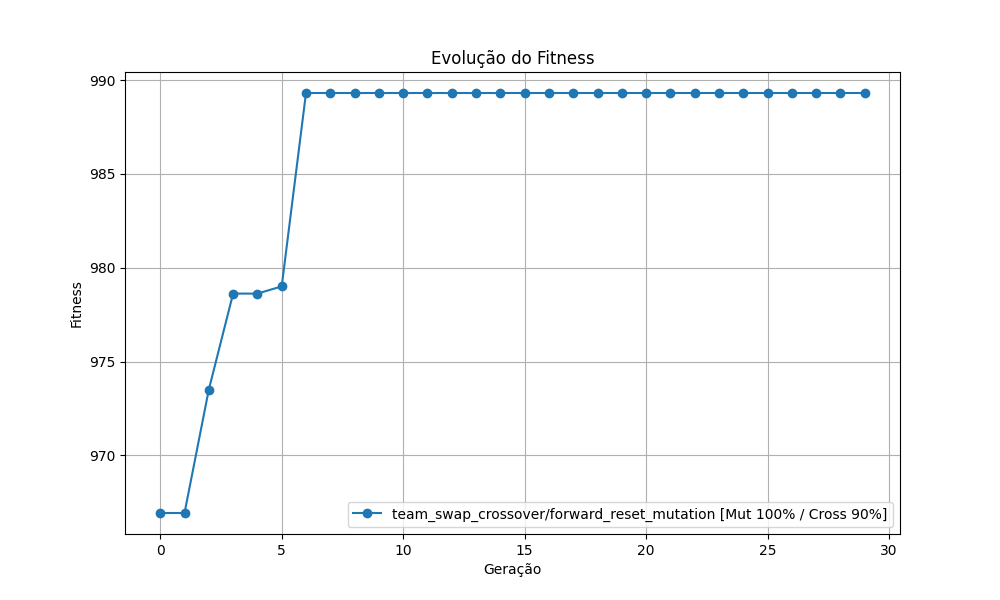 Evolução do Fitness
990
985
980
975
970
Fitness
0 5 10 15 20 25 30
Geração
team_swap_crossover/forward_reset_mutation [Mut 100% / Cross 90%]